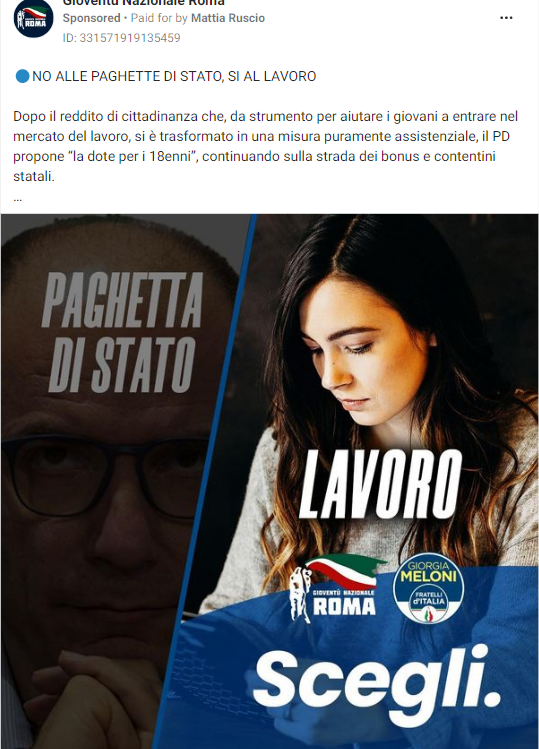 Gioventù Nazionale Roma
Sponsored • Paid for by Mattia Ruscio
ID: 331571919135459
NO ALLE PAGHETTE DI STATO, SI AL LAVORO
Dopo il reddito di cittadinanza che, da strumento per aiutare i giovani a entrare nel
mercato del lavoro, si è trasformato in una misura puramente assistenziale, il PD
propone “la dote per i 18enni”, continuando sulla strada dei bonus e contentini
statali.
...
PAGHETTA
DI STATO
LAVORO
GIOVENTÙ NAZIONALE
ROMA
GIORGIA
MELONI
FRATELLI
d'ITALIA
Scegli.